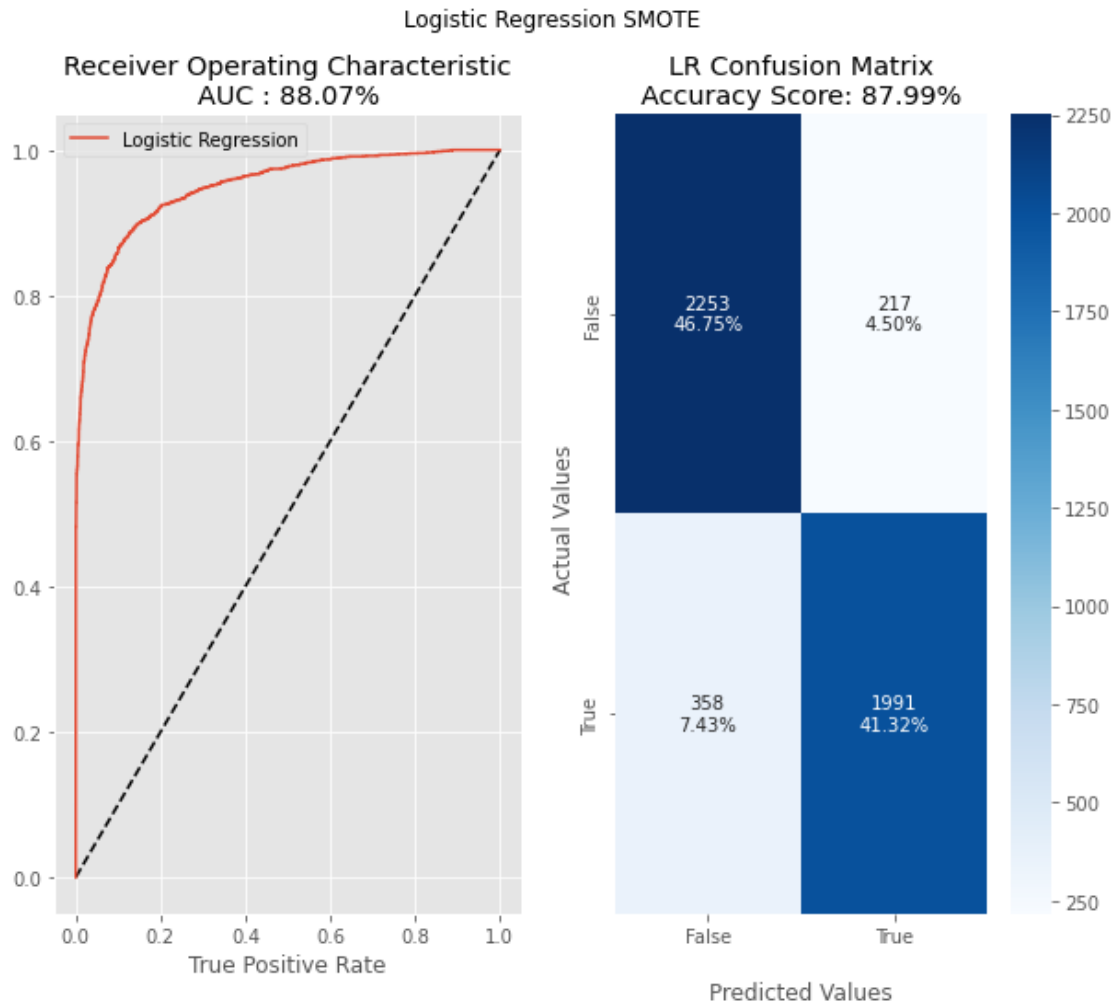 Logistic Regression SMOTE
Receiver Operating Characteristic
AUC : 88.07%
Logistic Regression
1.0
0.8
0.6
0.4
0.2
0.0
0.0 0.2 0.4 0.6 0.8 1.0
True Positive Rate
LR Confusion Matrix
Accuracy Score: 87.99%
Actual Values
False
True
2253
46.75%
217
4.50%
358
7.43%
1991
41.32%
False True
Predicted Values
2250
2000
1750
1500
1250
1000
750
500
250